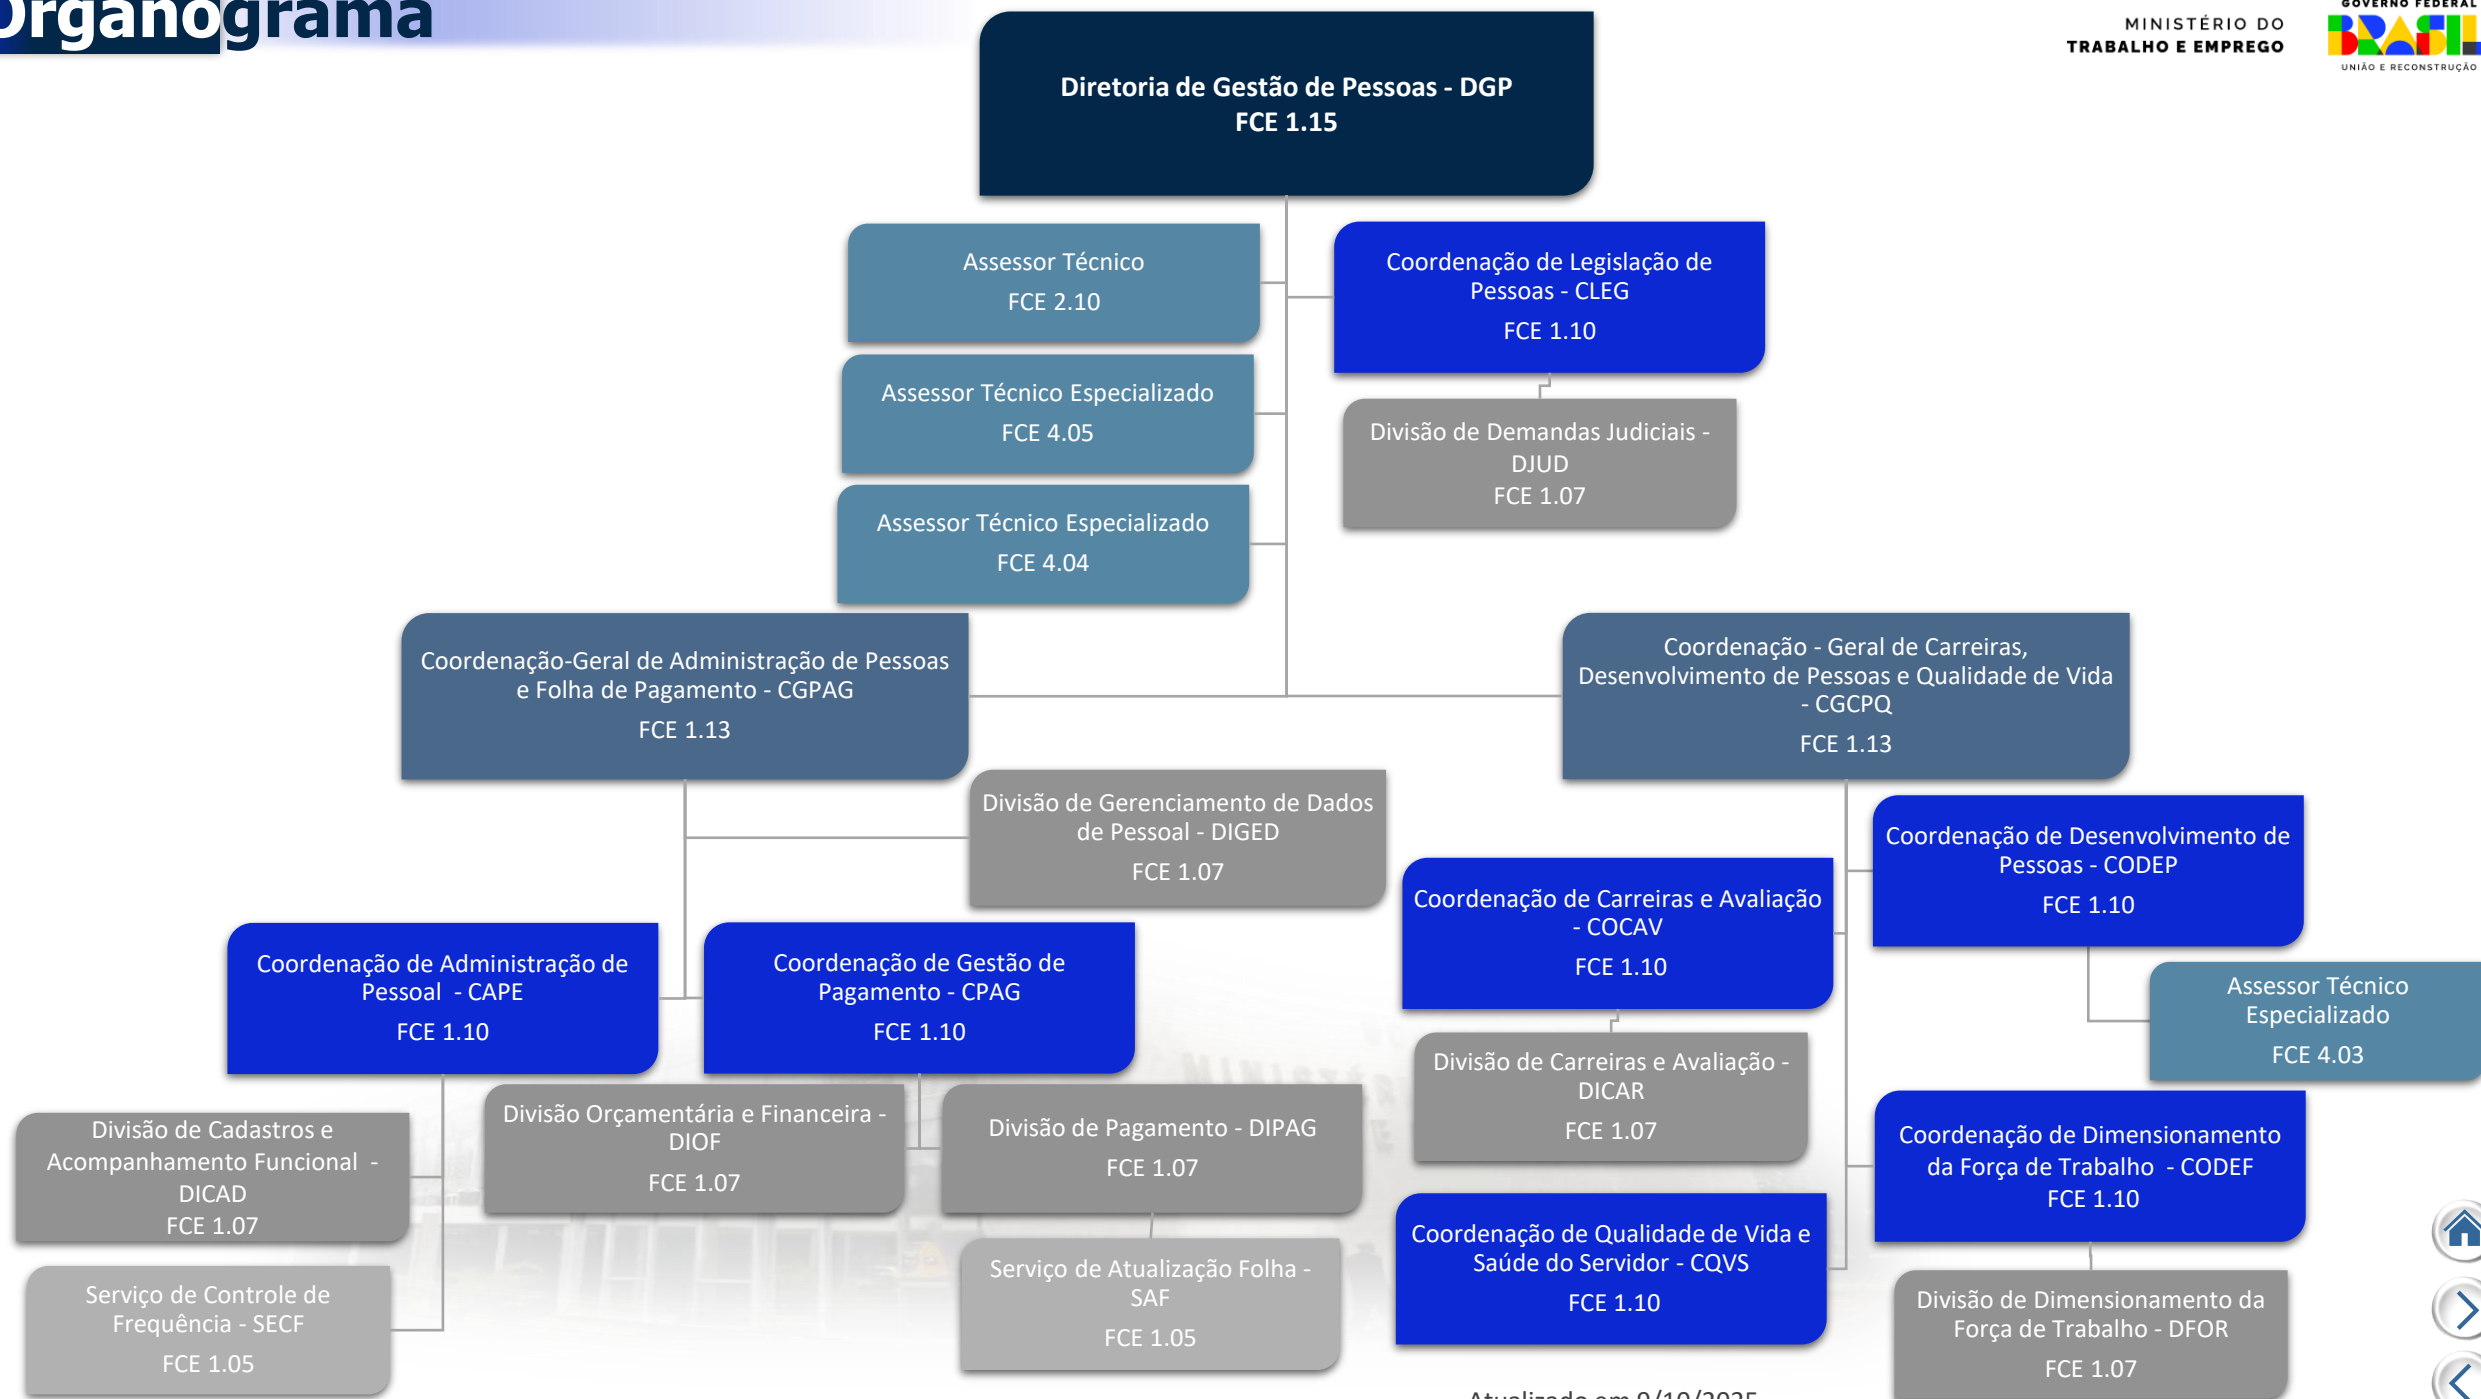 Organograma
MINISTÉRIO DO
TRABALHO E EMPREGO
GOVERNO FEDERAL
BRASIL
UNIÃO E RECONSTRUÇÃO
Diretoria de Gestão de Pessoas - DGP
FCE 1.15
Assessor Técnico
FCE 2.10
Coordenação de Legislação de
Pessoas - CLEG
FCE 1.10
Assessor Técnico Especializado
FCE 4.05
Divisão de Demandas Judiciais -
DJUD
FCE 1.07
Assessor Técnico Especializado
FCE 4.04
Coordenação-Geral de Administração de Pessoas
e Folha de Pagamento - CGPAG
FCE 1.13
Coordenação - Geral de Carreiras,
Desenvolvimento de Pessoas e Qualidade de Vida
- CGCPQ
FCE 1.13
Divisão de Gerenciamento de Dados
de Pessoal - DIGED
FCE 1.07
Coordenação de Desenvolvimento de
Pessoas - CODEP
FCE 1.10
Coordenação de Carreiras e Avaliação
- COCAV
FCE 1.10
Coordenação de Administração de
Pessoal  - CAPE
FCE 1.10
Coordenação de Gestão de
Pagamento - CPAG
FCE 1.10
Assessor Técnico
Especializado
FCE 4.03
Divisão de Carreiras e Avaliação -
DICAR
FCE 1.07
Divisão de Cadastros e
Acompanhamento Funcional  -
DICAD
FCE 1.07
Divisão Orçamentária e Financeira -
DIOF
FCE 1.07
Divisão de Pagamento - DIPAG
FCE 1.07
Coordenação de Dimensionamento
da Força de Trabalho  - CODEF
FCE 1.10
Coordenação de Qualidade de Vida e
Saúde do Servidor - CQVS
FCE 1.10
Serviço de Controle de
Frequência - SECF
FCE 1.05
Serviço de Atualização Folha -
SAF
FCE 1.05
Divisão de Dimensionamento da
Força de Trabalho - DFOR
FCE 1.07
Atualizado em 9/10/2025